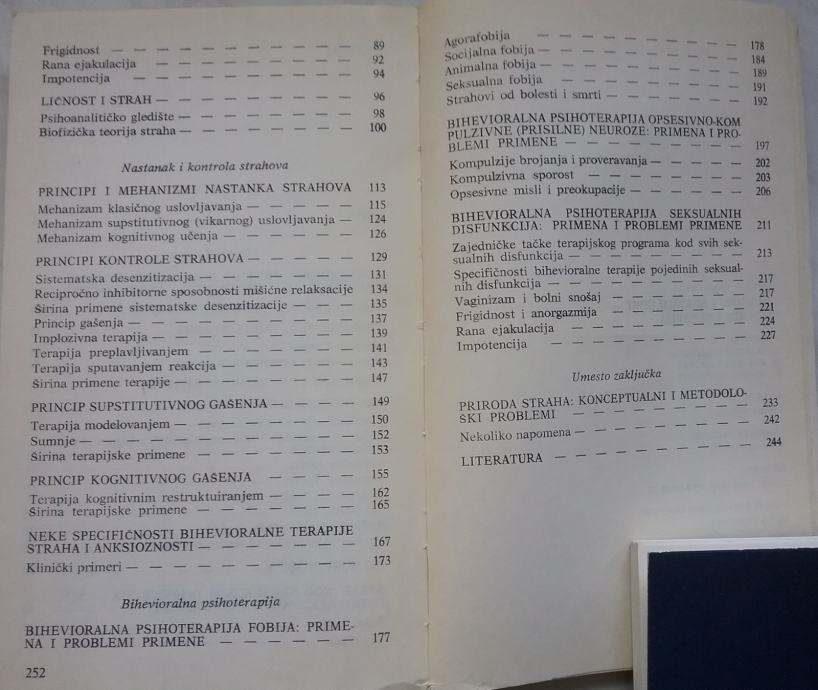 Frigidnost — — — — — — — — — 89
Rana ejakulacija — — — — — — — — 92
Impotencija — — — — — — — — 94
LIČNOST I STRAH — — — — — — — 96
Psihoanalitičko gledište — — — — — — — 98
Biofizička teorija straha — — — — — — — 100
Nastanak i kontrola strahova
PRINCIPI I MEHANIZMI NASTANKA STRAHOVA 113
Mehanizam klasičnog uslovljavanja — — — — 115
Mehanizam supstitutivnog (vikarnog) uslovljavanja — 124
Mehanizam kognitivnog učenja — — — — — 126
PRINCIPI KONTROLE STRAHOVA — — — — 129
Sistematska desenzitizacija — — — — — — 131
Recipročno inhibitorne sposobnosti mišićne relaksacije 134
Širina primene sistematske desenzitizacije — — — 135
Princip gašenja — — — — — — — — 137
Implozivna terapija — — — — — — — 139
Terapija preplavljivanjem — — — — — — 141
Terapija sputavanjem reakcija — — — — — 143
Širina primene terapije — — — — — — — 147
PRINCIP SUPSTITUTIVNOG GAŠENJA — — — 149
Terapija modelovanjem — — — — — — — 150
Sumnje — — — — — — — — — — 152
Širina terapijske primene — — — — — — 153
PRINCIP KOGNITIVNOG GAŠENJA — — — — 155
Terapija kognitivnim restruktuiranjem — — — — 162
Širina terapijske primene — — — — — — 165
NEKE SPECIFIČNOSTI BIHEVIORALNE TERAPIJE
STRAHA I ANKSIOZNOSTI — — — — — — 167
Klinički primeri — — — — — — — — 173
Bihevioralna psihoterapija
BIHEVIORALNA PSIHOTERAPIJA FOBIJA: PRIME-
NA I PROBLEMI PRIMENE — — — — — 177
252
Agorafobija — — — — — — — — 178
Socijalna fobija — — — — — — — — 184
Animalna fobija — — — — — — — — 189
Seksualna fobija — — — — — — — 191
Strahovi od bolesti i smrti — — — — — — 192
BIHEVIORALNA PSIHOTERAPIJA OPSESIVNO-KOM
PULZIVNE (PRISILNE) NEUROZE: PRIMENA I PRO-
BLEMI PRIMENE — — — — — — — 197
Kompulzije brojanja i proveravanja — — — — 202
Kompulzivna sporost — — — — — — 203
Opsesivne misli i preokupacije — — — — — 206
BIHEVIORALNA PSIHOTERAPIJA SEKSUALNIH
DISFUNKCIJA: PRIMENA I PROBLEMI PRIMENE 211
Zajedničke tačke terapijskog programa kod svih sek-
sualnih disfunkcija — — — — — — — 213
Specifičnosti bihevioralne terapije pojedinih seksual-
nih disfunkcija — — — — — — — — 217
Vaginizam i bolni snošaj — — — — — — 217
Frigidnost i anorgazmija — — — — — — 221
Rana ejakulacija — — — — — — — 224
Impotencija — — — — — — — — 227
Umesto zaključka
PRIRODA STRAHA: KONCEPTUALNI I METODOLO-
ŠKI PROBLEMI — — — — — — — 233
Nekoliko napomena — — — — — — — 242
LITERATURA — — — — — — — — 244